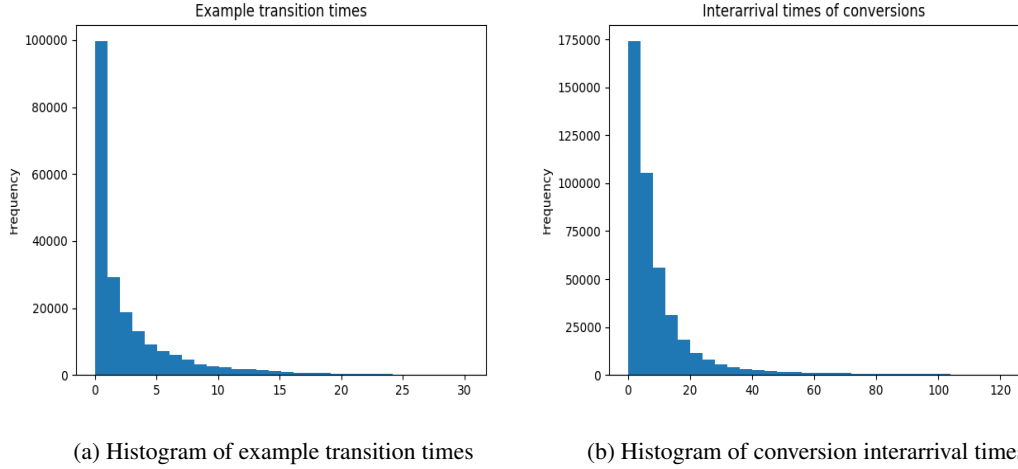 Example transition times
100000
80000
60000
40000
20000
0
Frequency
0 5 10 15 20 25 30
(a) Histogram of example transition times
Interarrival times of conversions
175000
150000
125000
100000
75000
50000
25000
0
Frequency
0 20 40 60 80 100 120
(b) Histogram of conversion interarrival times